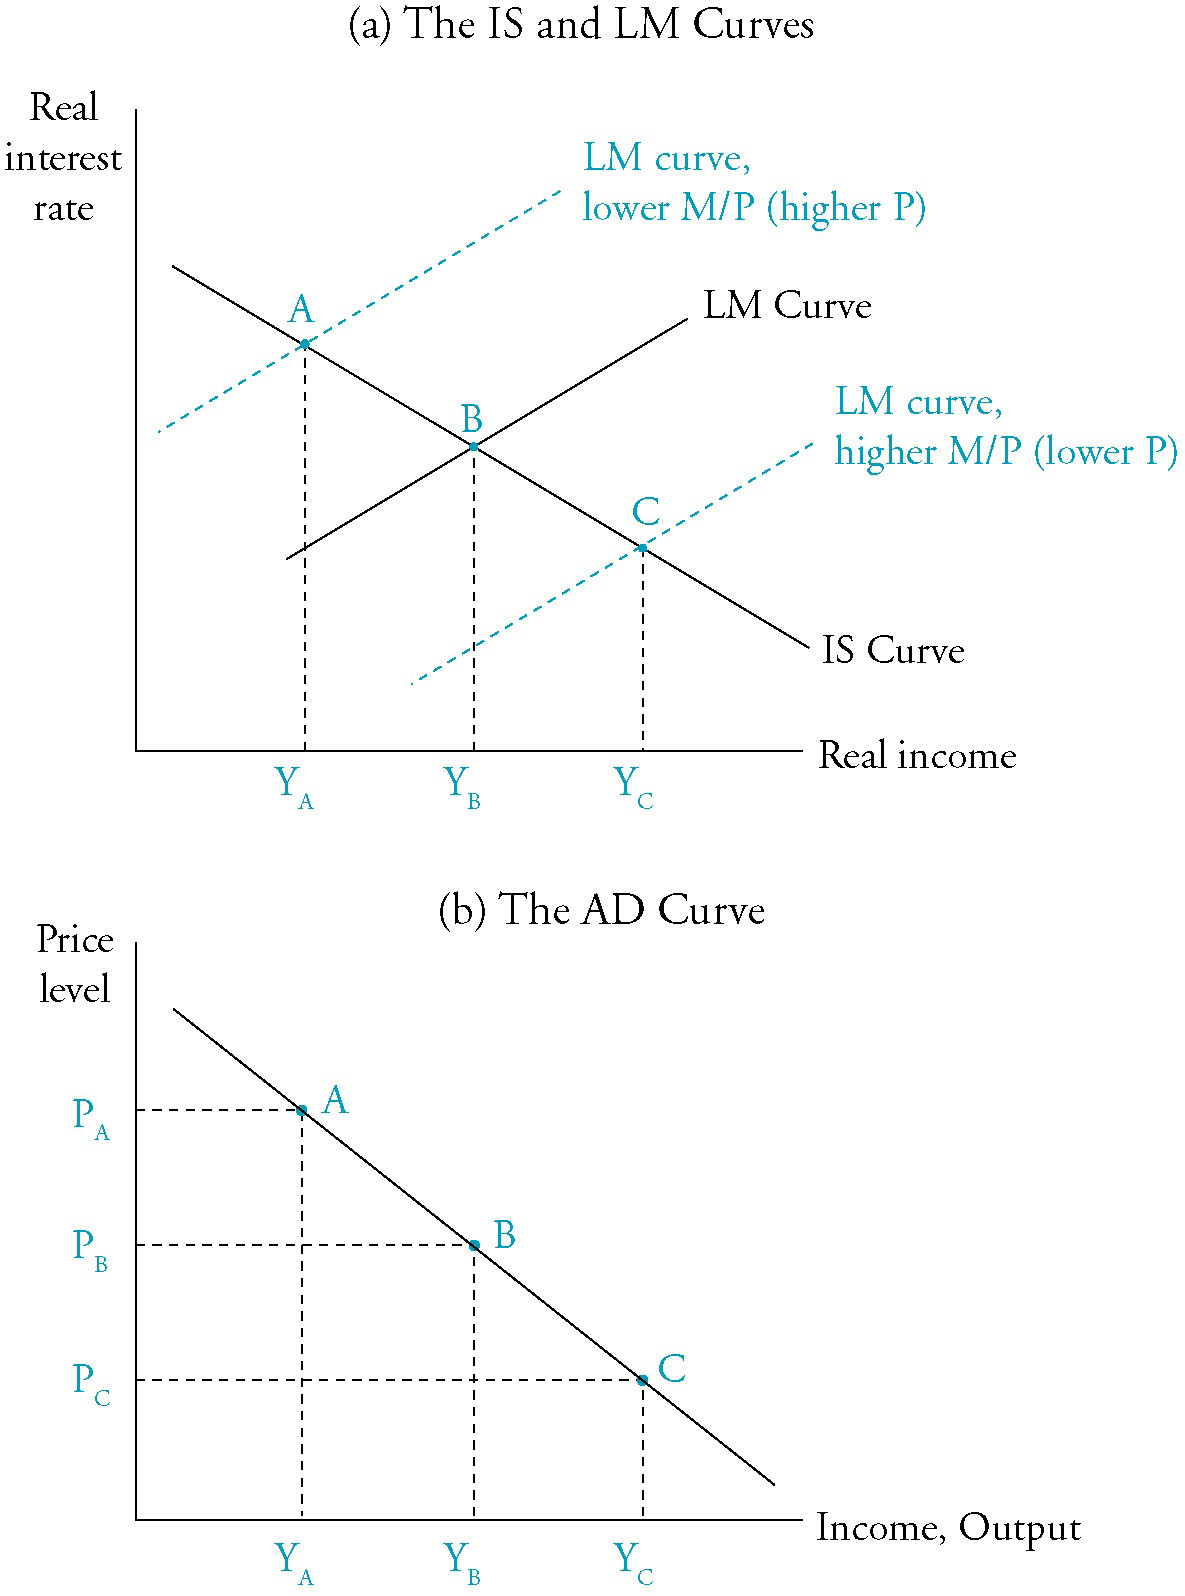 (a) The IS and LM Curves
Real
interest
rate
LM curve,
lower M/P (higher P)
A
LM Curve
B
LM curve,
higher M/P (lower P)
C
IS Curve
Real income
Y_A
Y_B
Y_C
(b) The AD Curve
Price
level
P_A
A
P_B
B
P_C
C
Income, Output
Y_A
Y_B
Y_C